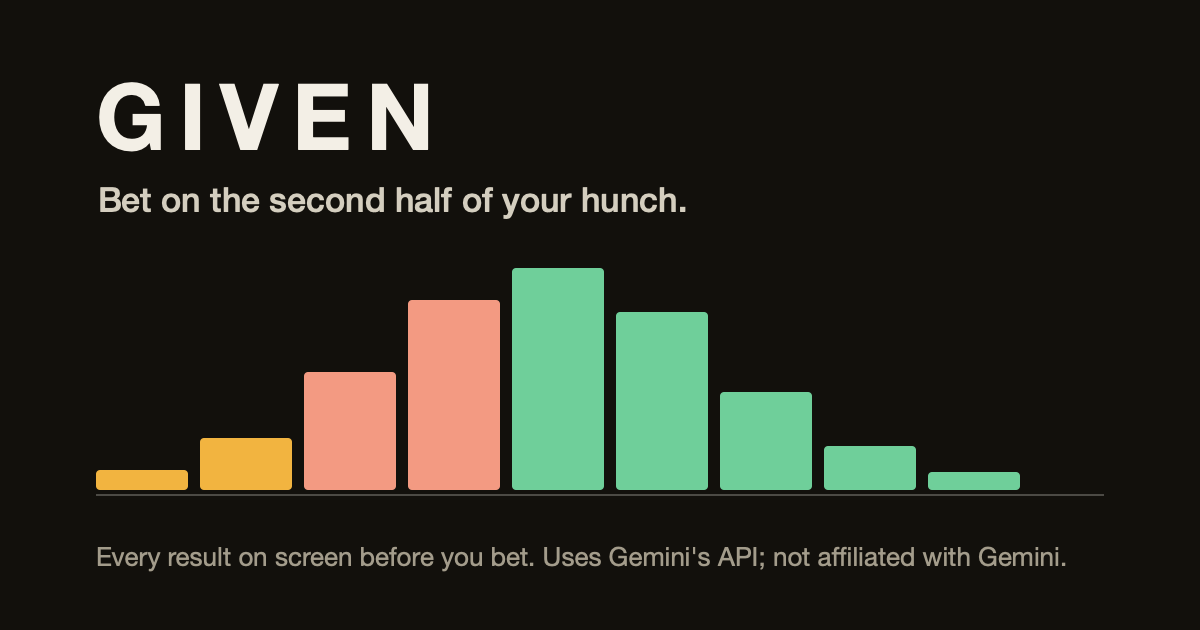 GIVEN
Bet on the second half of your hunch.
Every result on screen before you bet. Uses Gemini's API; not affiliated with Gemini.